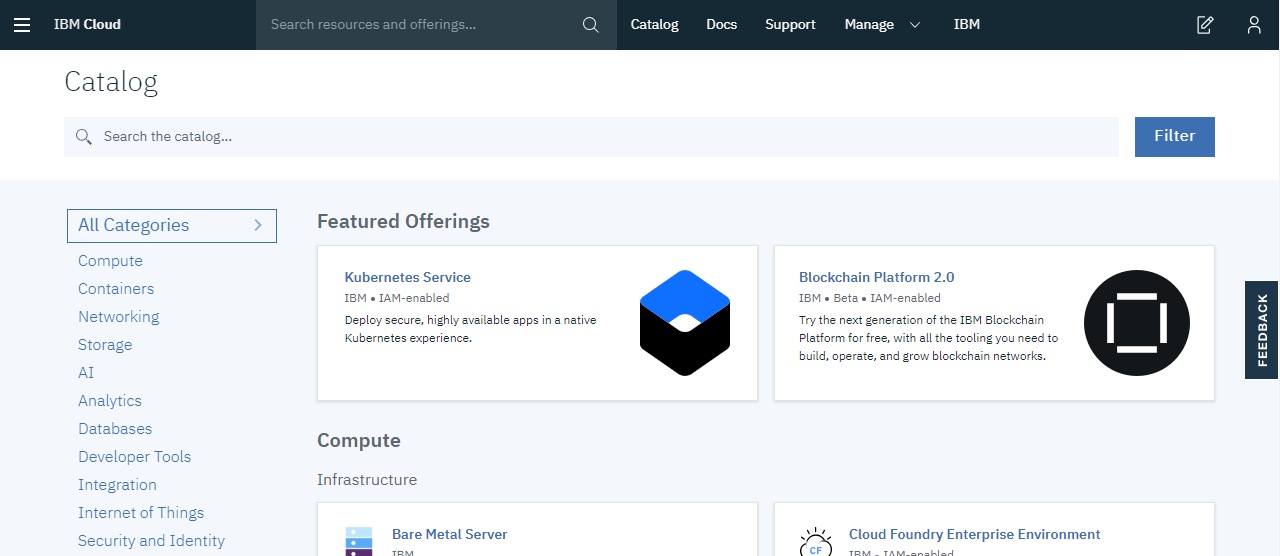 IBM Cloud
Search resources and offerings...
Catalog
Docs
Support
Manage
IBM
Catalog
Search the catalog...
Filter
All Categories
Compute
Containers
Networking
Storage
AI
Analytics
Databases
Developer Tools
Integration
Internet of Things
Security and Identity
Featured Offerings
Kubernetes Service
IBM • IAM-enabled
Deploy secure, highly available apps in a native
Kubernetes experience.
Blockchain Platform 2.0
IBM • Beta • IAM-enabled
Try the next generation of the IBM Blockchain
Platform for free, with all the tooling you need to
build, operate, and grow blockchain networks.
Compute
Infrastructure
Bare Metal Server
IBM
CF
Cloud Foundry Enterprise Environment
IBM • IAM-enabled
FEEDBACK